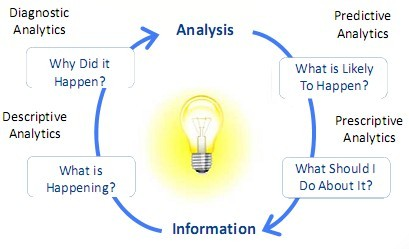 Diagnostic
Analytics
Analysis
Predictive
Analytics
Why Did it
Happen?
What is Likely
To Happen?
Descriptive
Analytics
Prescriptive
Analytics
What is
Happening?
What Should I
Do About It?
Information